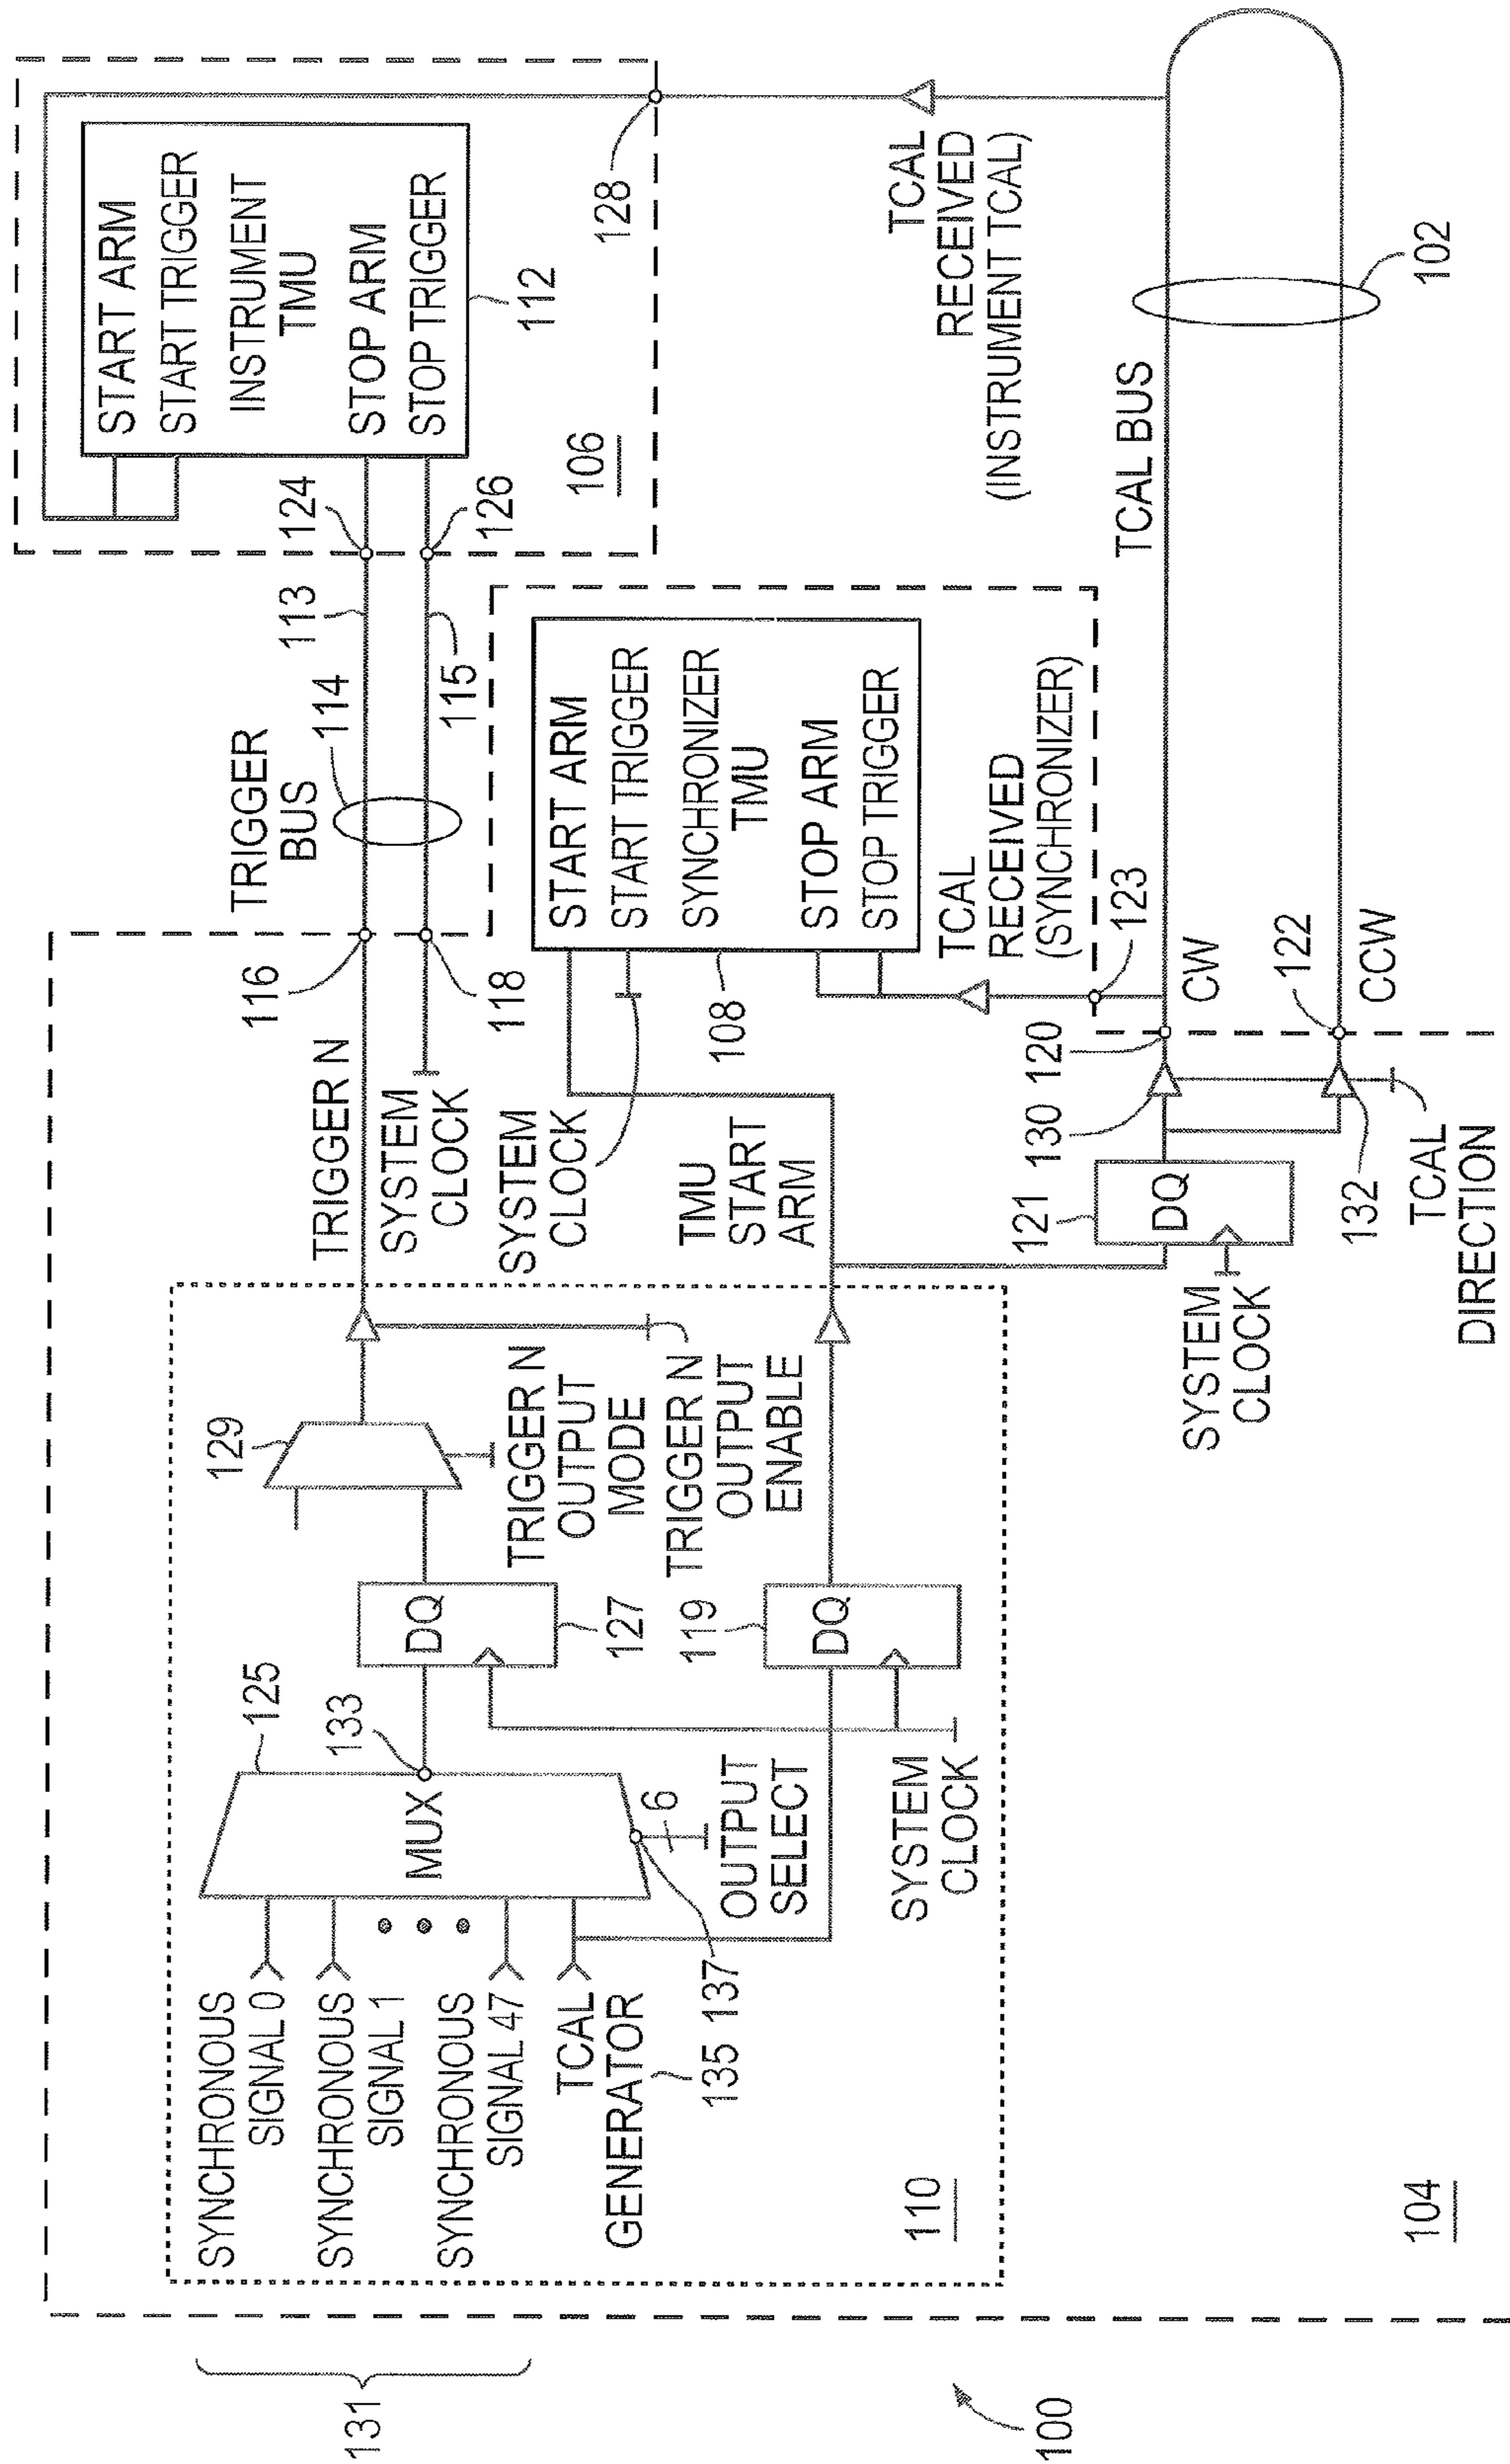 131
SYNCHRONOUS
SIGNAL 0
SYNCHRONOUS
SIGNAL 1
SYNCHRONOUS
SIGNAL 47
TCAL
GENERATOR
135
137
125
MUX
133
6
OUTPUT
SELECT
DQ
127
119
DQ
SYSTEM
CLOCK
129
TRIGGER N
OUTPUT
MODE
TRIGGER N
OUTPUT
ENABLE
110
TRIGGER N
116
SYSTEM
CLOCK
118
SYSTEM
CLOCK
TMU
START
ARM
TRIGGER
BUS
114
113
115
124
126
START ARM
START TRIGGER
INSTRUMENT
TMU
STOP ARM
STOP TRIGGER
112
106
128
START ARM
START TRIGGER
SYNCHRONIZER
TMU
STOP ARM
STOP TRIGGER
108
TCAL
RECEIVED
(SYNCHRONIZER)
123
TCAL
RECEIVED
(INSTRUMENT TCAL)
121
DQ
SYSTEM
CLOCK
130
120
CW
122
CCW
132
TCAL
DIRECTION
TCAL BUS
102
104
100